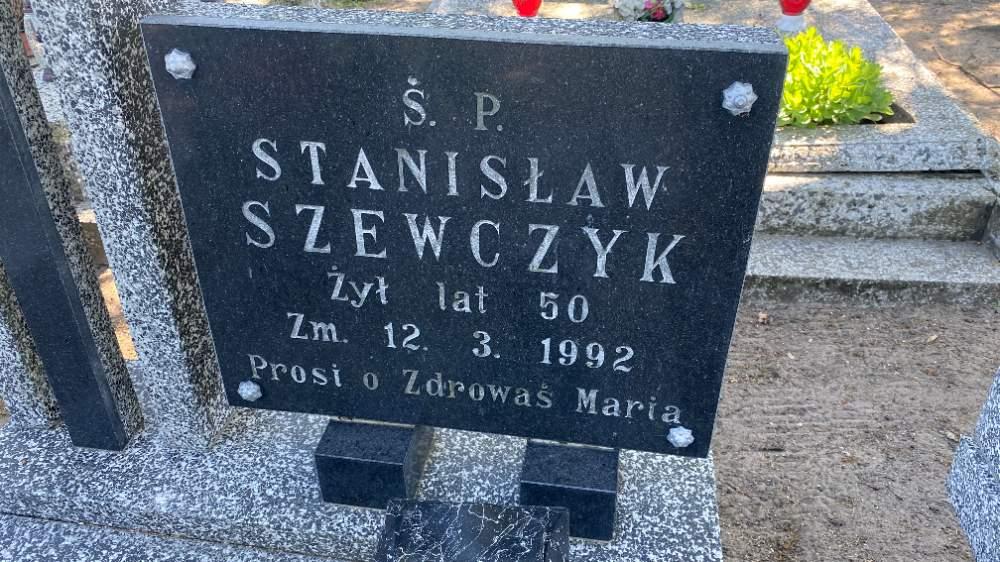 Ś. P.
STANISŁAW
SZEWCZYK
Żył lat 50
Zm. 12. 3. 1992
Prosi o Zdrowaś Maria